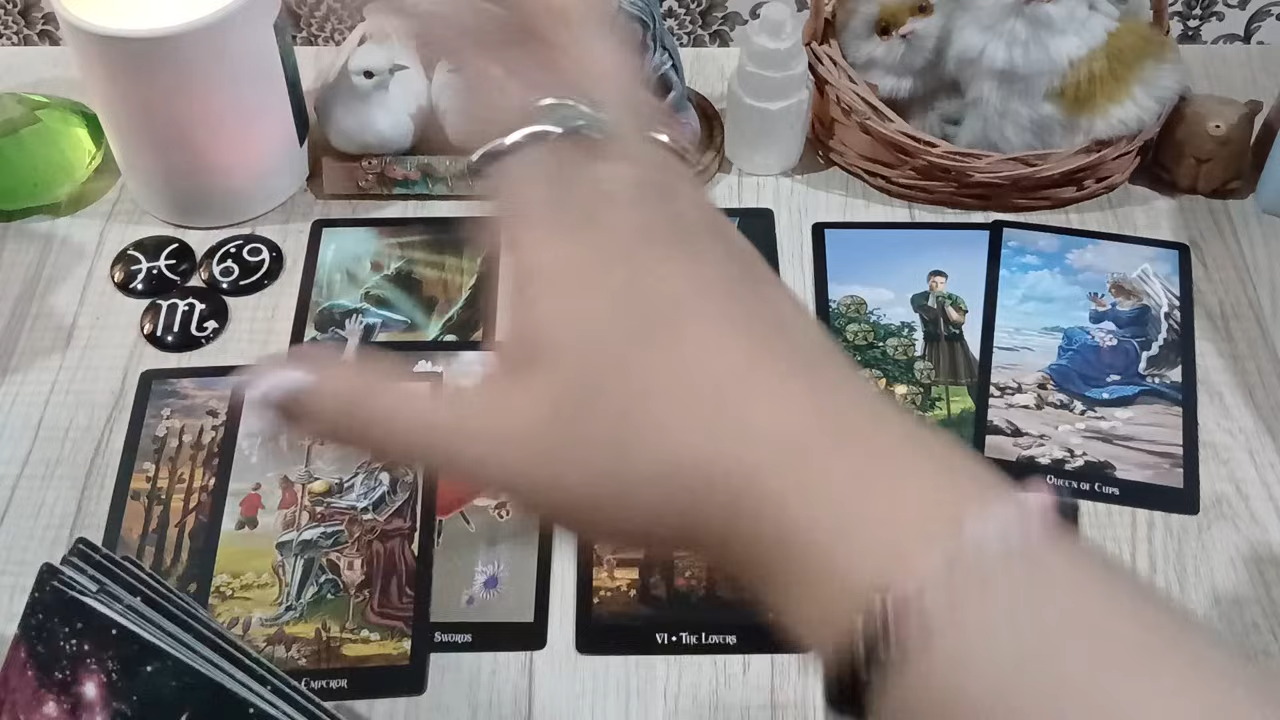 QUEEN OF CUPS
SWORDS
VI • THE LOVERS
EMPEROR